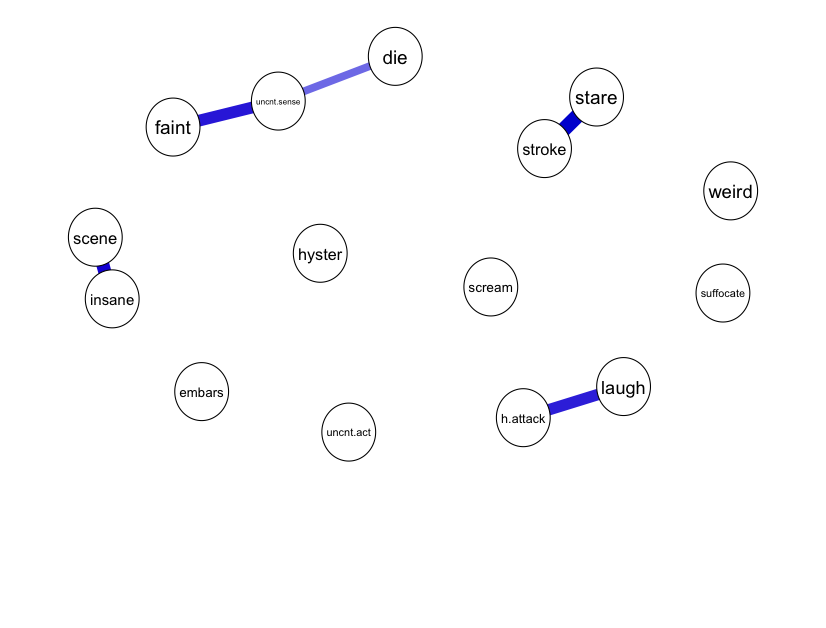 die
uncnt.sense
faint
stare
stroke
weird
scene
hyster
insane
scream
suffocate
embars
uncnt.act
laugh
h.attack